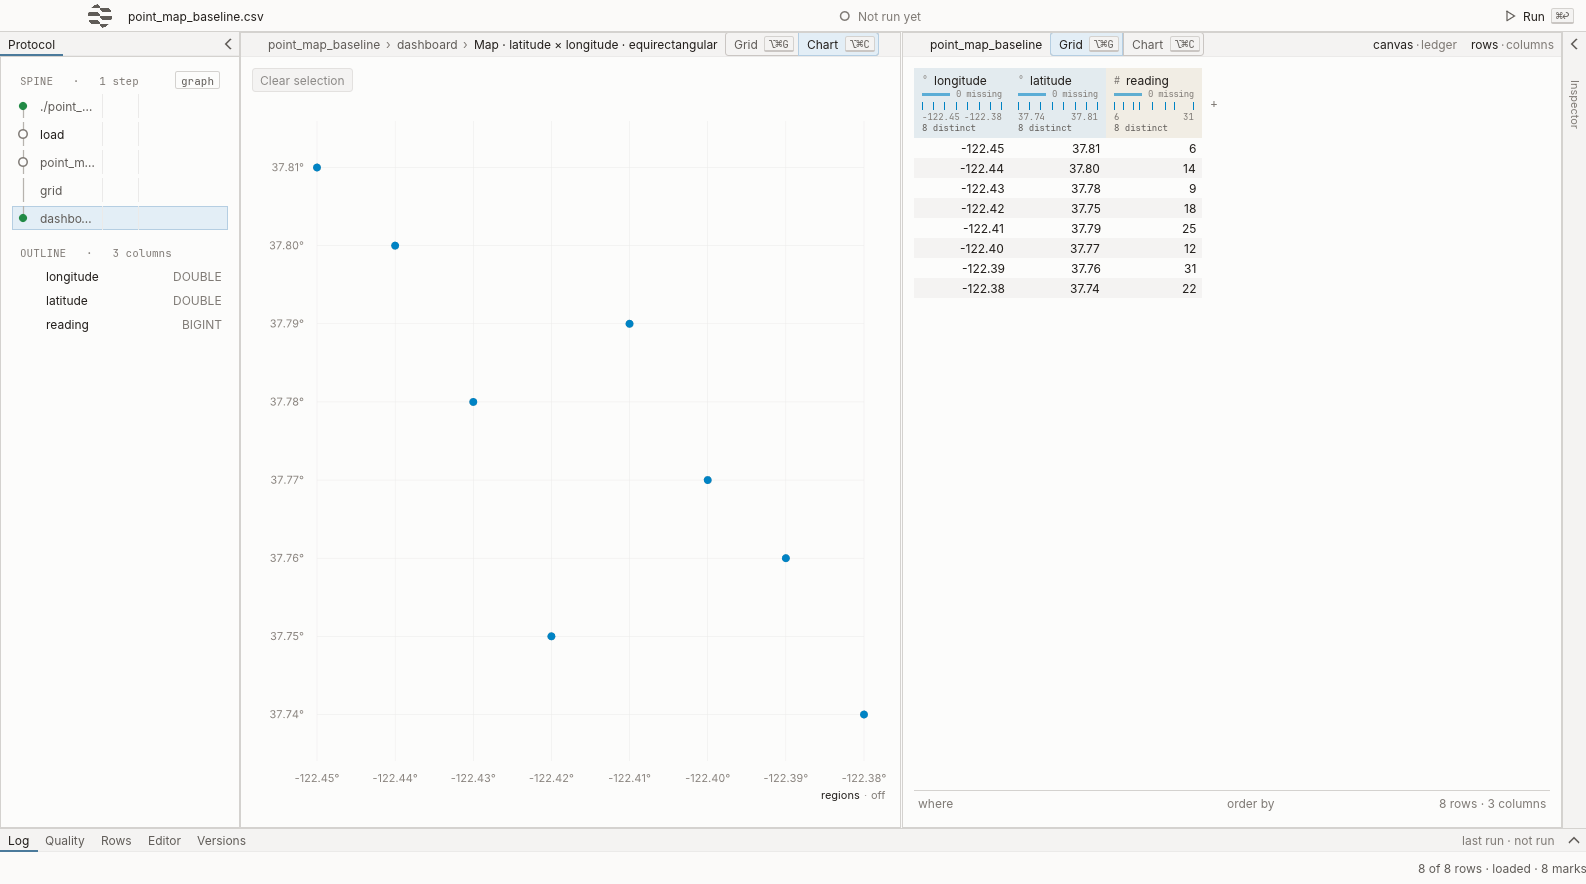 point_map_baseline.csv
Not run yet
Run ⌘⏎
Protocol
SPINE · 1 step graph
./point_...
load
point_m...
grid
dashbo...
OUTLINE · 3 columns
longitude DOUBLE
latitude DOUBLE
reading BIGINT
point_map_baseline › dashboard › Map · latitude × longitude · equirectangular
Grid ⌥⌘G Chart ⌥⌘C
Clear selection
37.81°
37.80°
37.79°
37.78°
37.77°
37.76°
37.75°
37.74°
-122.45° -122.44° -122.43° -122.42° -122.41° -122.40° -122.39° -122.38°
regions · off
point_map_baseline Grid ⌥⌘G Chart ⌥⌘C
canvas · ledger rows · columns
° longitude ° latitude # reading
0 missing 0 missing 0 missing
-122.45 -122.38 37.74 37.81 6 31
8 distinct 8 distinct 8 distinct
+
-122.45 37.81 6
-122.44 37.80 14
-122.43 37.78 9
-122.42 37.75 18
-122.41 37.79 25
-122.40 37.77 12
-122.39 37.76 31
-122.38 37.74 22
where order by 8 rows · 3 columns
Inspector
Log Quality Rows Editor Versions
last run · not run
8 of 8 rows · loaded · 8 marks